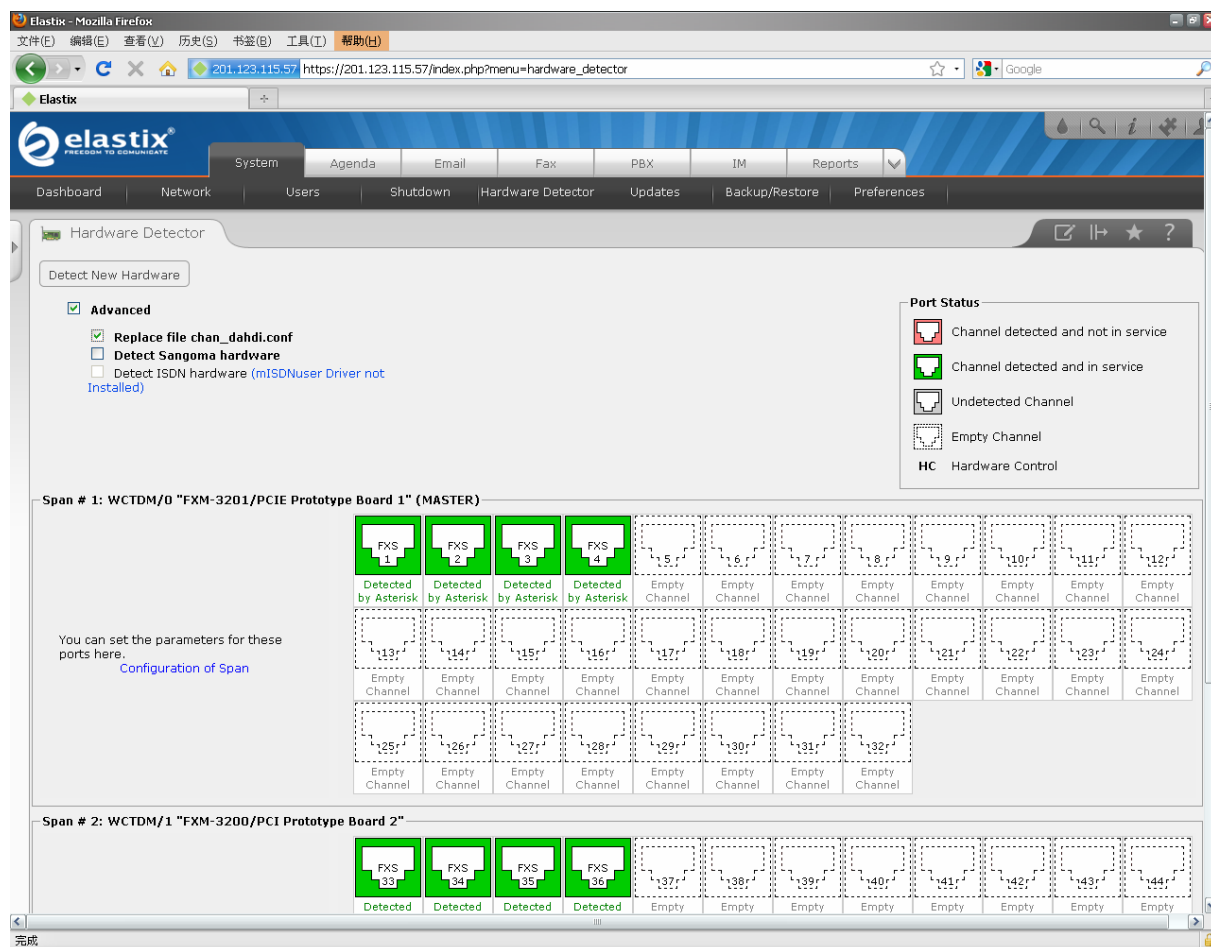 Elastix - Mozilla Firefox
文件(F) 编辑(E) 查看(V) 历史(S) 书签(B) 工具(T) 帮助(H)
201.123.115.57 https://201.123.115.57/index.php?menu=hardware_detector Google
Elastix
elastix®
FREEDOM TO COMMUNICATE
System Agenda Email Fax PBX IM Reports
Dashboard Network Users Shutdown Hardware Detector Updates Backup/Restore Preferences
Hardware Detector
Detect New Hardware
Advanced
Replace file chan_dahdi.conf
Detect Sangoma hardware
Detect ISDN hardware (mISDNuser Driver not
Installed)
Port Status
Channel detected and not in service
Channel detected and in service
Undetected Channel
Empty Channel
HC Hardware Control
Span # 1: WCTDM/0 "FXM-3201/PCIE Prototype Board 1" (MASTER)
You can set the parameters for these
ports here.
Configuration of Span
FXS FXS FXS FXS
1 2 3 4 5 6 7 8 9 10 11 12
Detected Detected Detected Detected Empty Empty Empty Empty Empty Empty Empty Empty
by Asterisk by Asterisk by Asterisk by Asterisk Channel Channel Channel Channel Channel Channel Channel Channel
13 14 15 16 17 18 19 20 21 22 23 24
Empty Empty Empty Empty Empty Empty Empty Empty Empty Empty Empty Empty
Channel Channel Channel Channel Channel Channel Channel Channel Channel Channel Channel Channel
25 26 27 28 29 30 31 32
Empty Empty Empty Empty Empty Empty Empty Empty
Channel Channel Channel Channel Channel Channel Channel Channel
Span # 2: WCTDM/1 "FXM-3200/PCI Prototype Board 2"
FXS FXS FXS FXS
33 34 35 36 37 38 39 40 41 42 43 44
Detected Detected Detected Detected Empty Empty Empty Empty Empty Empty Empty Empty
完成